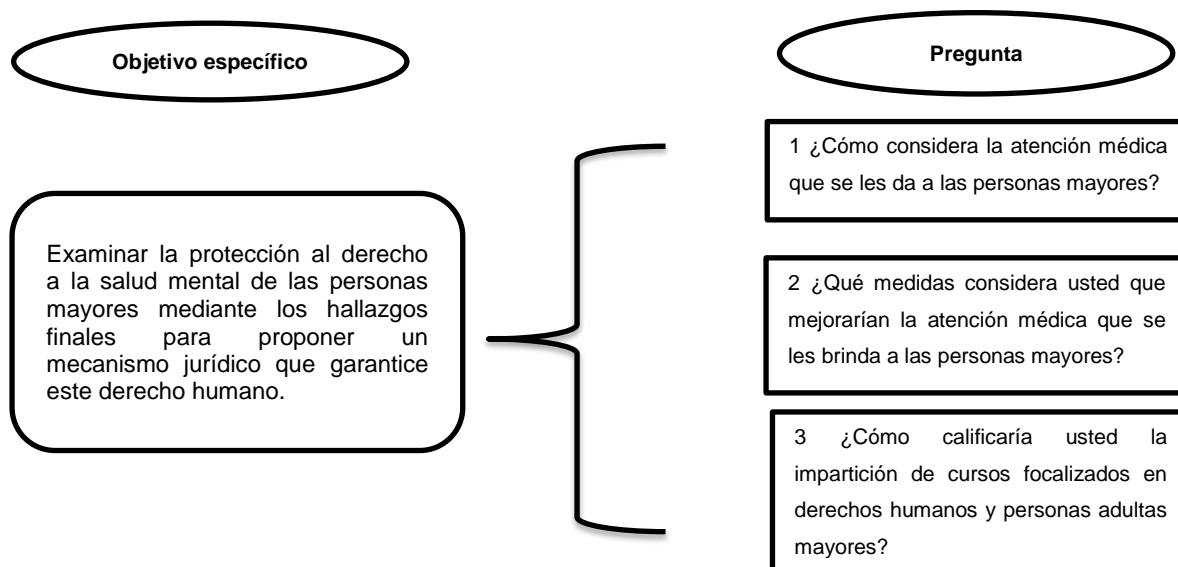 Objetivo específico
Pregunta
Examinar la protección al derecho
a la salud mental de las personas
mayores mediante los hallazgos
finales para proponer un
mecanismo jurídico que garantice
este derecho humano.
1 ¿Cómo considera la atención médica
que se les da a las personas mayores?
2 ¿Qué medidas considera usted que
mejorarían la atención médica que se
les brinda a las personas mayores?
3 ¿Cómo calificaría usted la
impartición de cursos focalizados en
derechos humanos y personas adultas
mayores?